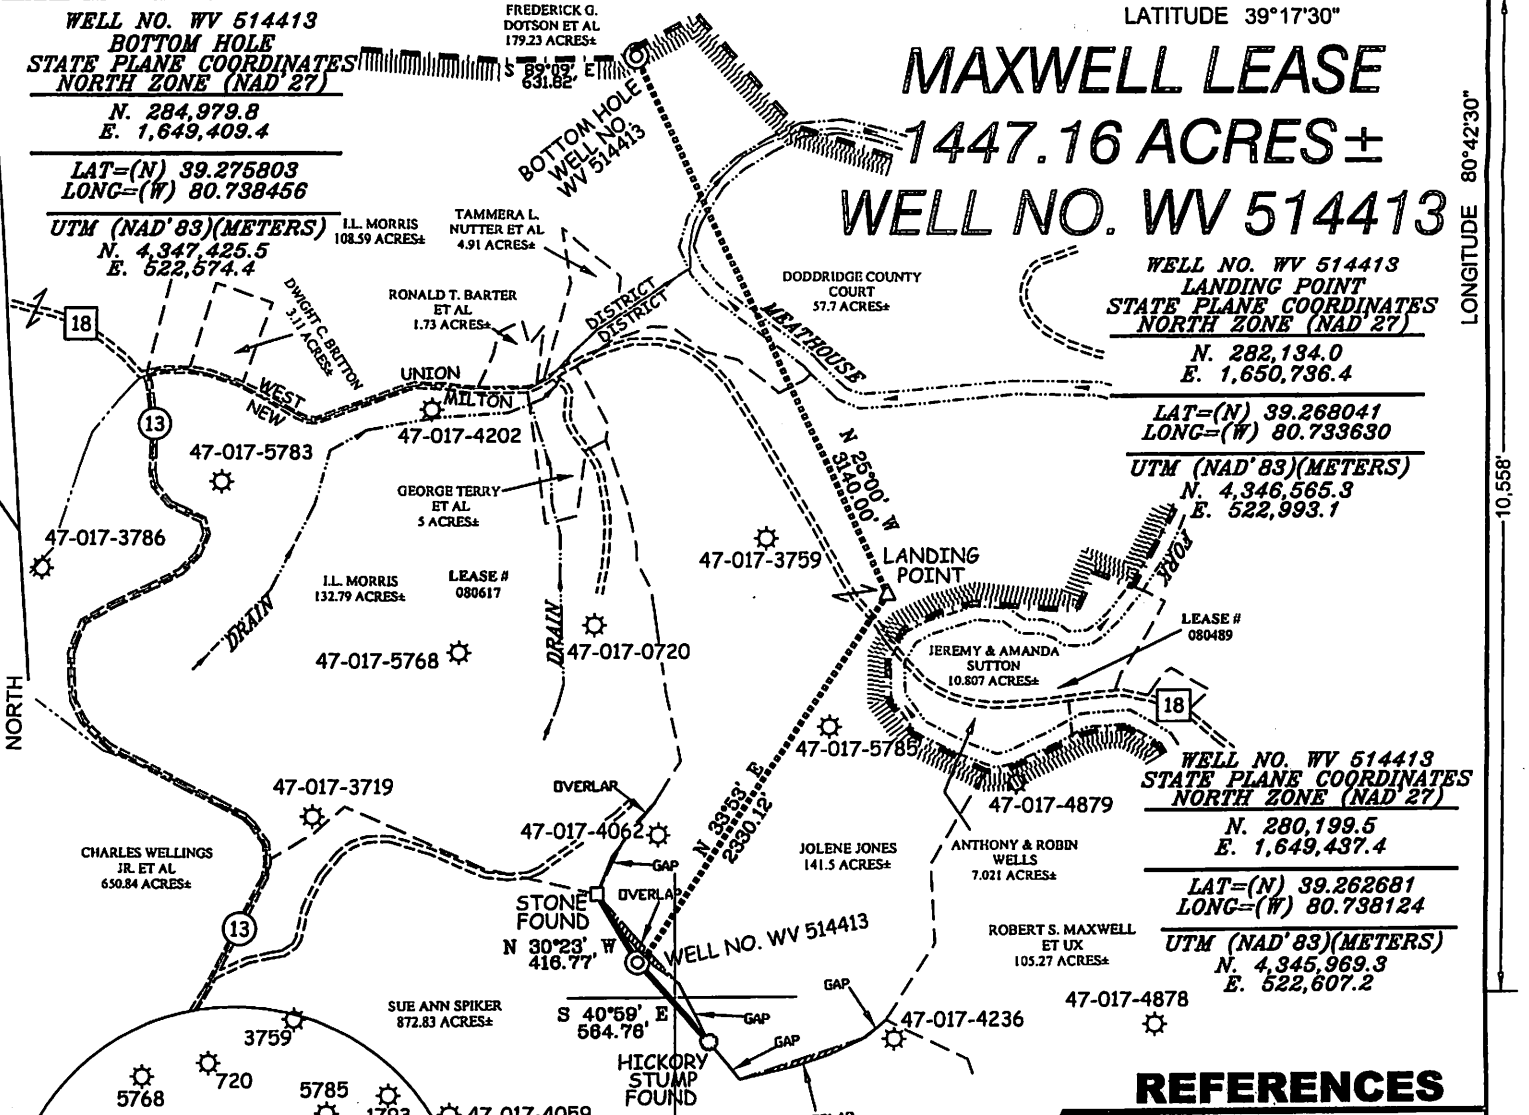 WELL NO. WV 514413
BOTTOM HOLE
STATE PLANE COORDINATES
NORTH ZONE (NAD'27)
N. 284,979.8
E. 1,649,409.4
LAT=(N) 39.275803
LONG=(W) 80.738456
UTM (NAD'83)(METERS)
N. 4,347,425.5
E. 522,574.4
FREDERICK G.
DOTSON ET AL
179.23 ACRES±
S 89°09' E
631.82'
BOTTOM HOLE
WELL NO.
WV 514413
LATITUDE 39°17'30"
MAXWELL LEASE
1447.16 ACRES±
WELL NO. WV 514413
LONGITUDE 80°42'30"
10,558'
WELL NO. WV 514413
LANDING POINT
STATE PLANE COORDINATES
NORTH ZONE (NAD'27)
N. 282,134.0
E. 1,650,736.4
LAT=(N) 39.268041
LONG=(W) 80.733630
UTM (NAD'83)(METERS)
N. 4,346,565.3
E. 522,993.1
I.L. MORRIS
108.59 ACRES±
TAMMERA L.
NUTTER ET AL
4.91 ACRES±
RONALD T. BARTER
ET AL
1.73 ACRES±
DWIGHT C. BRITTON
3.11 ACRES±
DISTRICT
DISTRICT
DODDRIDGE COUNTY
COURT
57.7 ACRES±
MEATHOUSE
FORK
18
13
WEST
NEW
UNION
MILTON
47-017-4202
47-017-5783
47-017-3786
GEORGE TERRY
ET AL
5 ACRES±
N 25°00' W
3140.00'
47-017-3759
LANDING
POINT
I.L. MORRIS
132.79 ACRES±
LEASE #
080617
DRAIN
DRAIN
47-017-5768
47-017-0720
LEASE #
080489
JEREMY & AMANDA
SUTTON
10.807 ACRES±
18
NORTH
47-017-5785
47-017-3719
OVERLAP
47-017-4062
N 33°53' E
2330.12'
47-017-4879
WELL NO. WV 514413
STATE PLANE COORDINATES
NORTH ZONE (NAD'27)
N. 280,199.5
E. 1,649,437.4
LAT=(N) 39.262681
LONG=(W) 80.738124
UTM (NAD'83)(METERS)
N. 4,345,969.3
E. 522,607.2
CHARLES WELLINGS
JR. ET AL
650.84 ACRES±
JOLENE JONES
141.5 ACRES±
ANTHONY & ROBIN
WELLS
7.021 ACRES±
GAP
OVERLAP
STONE
FOUND
N 30°23' W
416.77'
WELL NO. WV 514413
13
ROBERT S. MAXWELL
ET UX
105.27 ACRES±
SUE ANN SPIKER
872.83 ACRES±
S 40°59' E
564.76'
GAP
GAP
GAP
47-017-4236
47-017-4878
HICKORY
STUMP
FOUND
3759
720
5768
5785
47-017-4059
REFERENCES